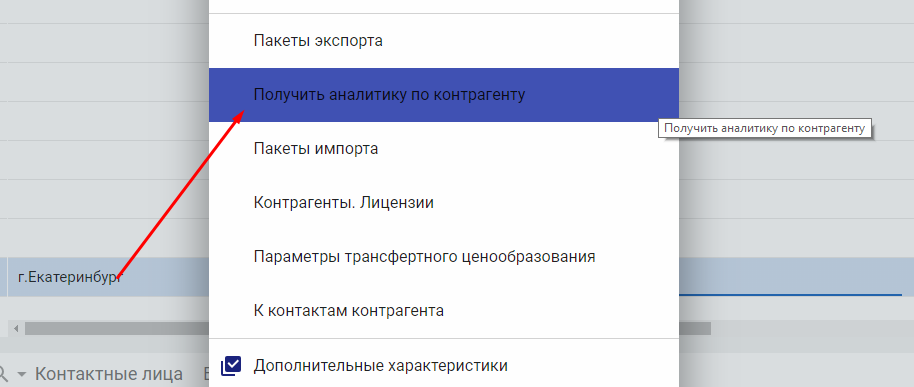 Пакеты экспорта
Получить аналитику по контрагенту
Получить аналитику по контрагенту
Пакеты импорта
Контрагенты. Лицензии
Параметры трансфертного ценообразования
г.Екатеринбург
К контактам контрагента
Дополнительные характеристики
Контактные лица